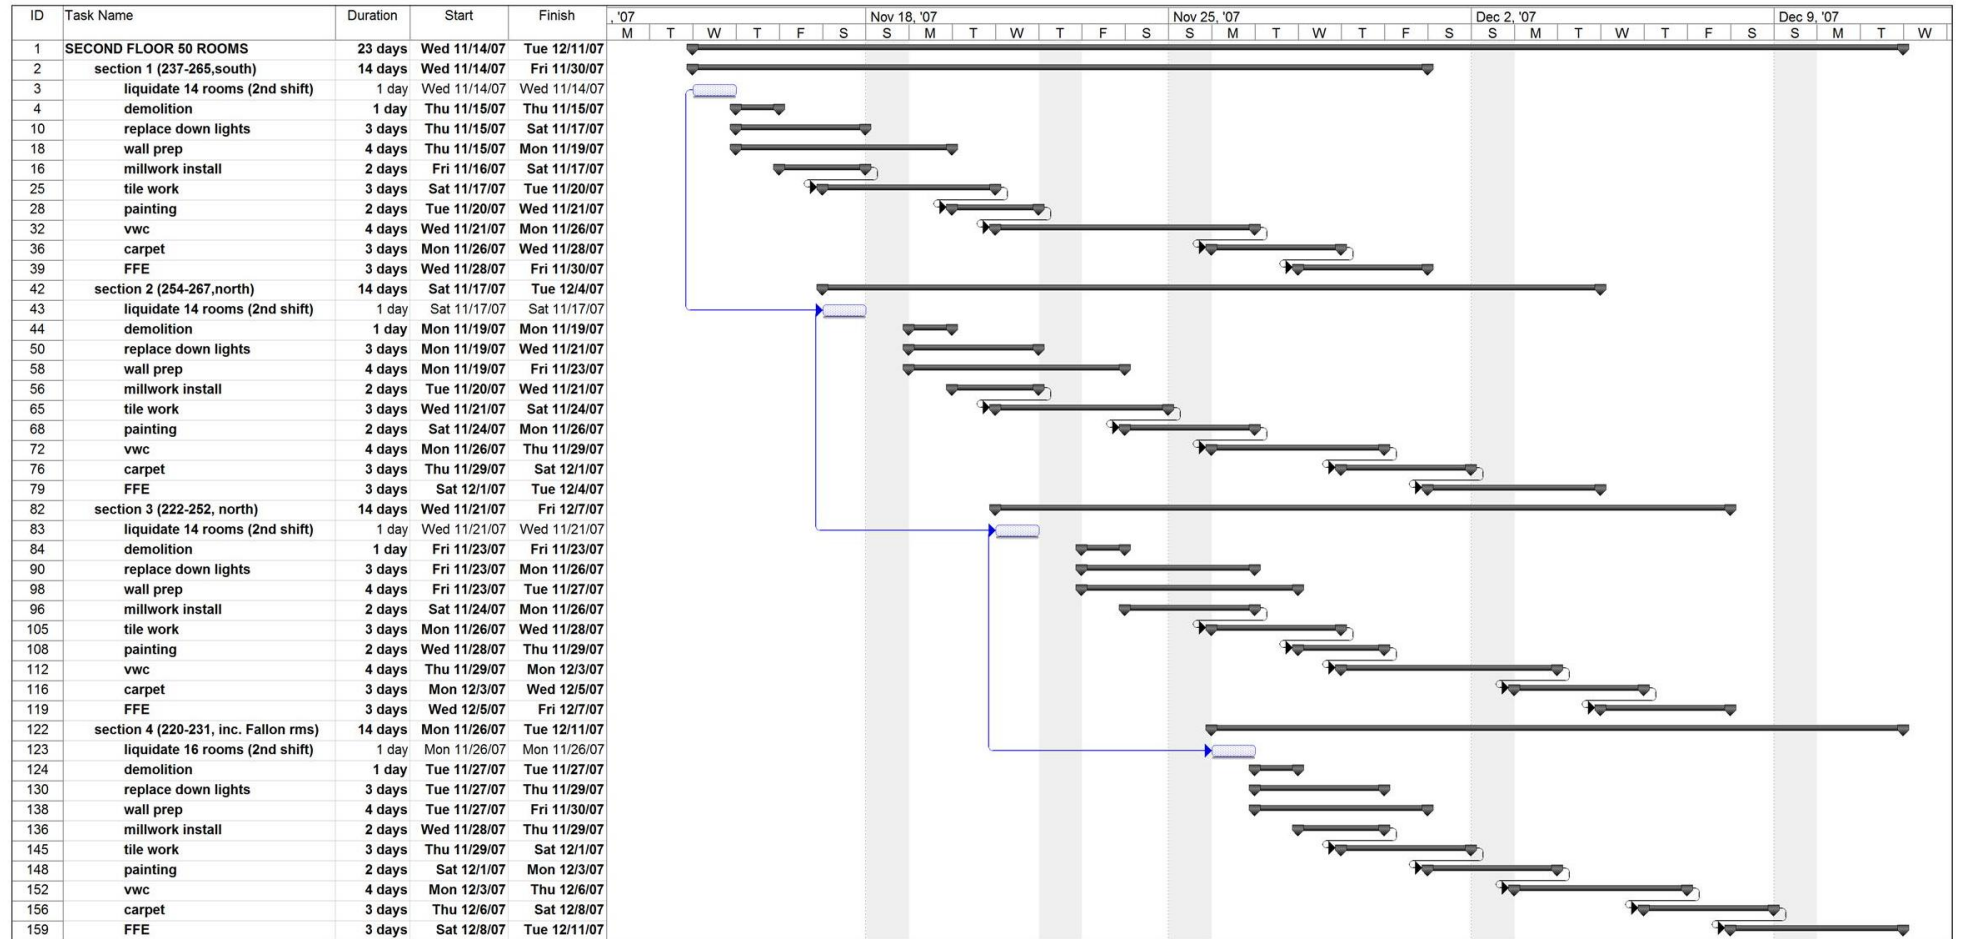 ID Task Name Duration Start Finish , '07 Nov 18, '07 Nov 25, '07 Dec 2, '07 Dec 9, '07
M T W T F S S M T W T F S S M T W T F S S M T W T F S S M T W
1 SECOND FLOOR 50 ROOMS 23 days Wed 11/14/07 Tue 12/11/07
2 section 1 (237-265,south) 14 days Wed 11/14/07 Fri 11/30/07
3 liquidate 14 rooms (2nd shift) 1 day Wed 11/14/07 Wed 11/14/07
4 demolition 1 day Thu 11/15/07 Thu 11/15/07
10 replace down lights 3 days Thu 11/15/07 Sat 11/17/07
18 wall prep 4 days Thu 11/15/07 Mon 11/19/07
16 millwork install 2 days Fri 11/16/07 Sat 11/17/07
25 tile work 3 days Sat 11/17/07 Tue 11/20/07
28 painting 2 days Tue 11/20/07 Wed 11/21/07
32 vwc 4 days Wed 11/21/07 Mon 11/26/07
36 carpet 3 days Mon 11/26/07 Wed 11/28/07
39 FFE 3 days Wed 11/28/07 Fri 11/30/07
42 section 2 (254-267,north) 14 days Sat 11/17/07 Tue 12/4/07
43 liquidate 14 rooms (2nd shift) 1 day Sat 11/17/07 Sat 11/17/07
44 demolition 1 day Mon 11/19/07 Mon 11/19/07
50 replace down lights 3 days Mon 11/19/07 Wed 11/21/07
58 wall prep 4 days Mon 11/19/07 Fri 11/23/07
56 millwork install 2 days Tue 11/20/07 Wed 11/21/07
65 tile work 3 days Wed 11/21/07 Sat 11/24/07
68 painting 2 days Sat 11/24/07 Mon 11/26/07
72 vwc 4 days Mon 11/26/07 Thu 11/29/07
76 carpet 3 days Thu 11/29/07 Sat 12/1/07
79 FFE 3 days Sat 12/1/07 Tue 12/4/07
82 section 3 (222-252, north) 14 days Wed 11/21/07 Fri 12/7/07
83 liquidate 14 rooms (2nd shift) 1 day Wed 11/21/07 Wed 11/21/07
84 demolition 1 day Fri 11/23/07 Fri 11/23/07
90 replace down lights 3 days Fri 11/23/07 Mon 11/26/07
98 wall prep 4 days Fri 11/23/07 Tue 11/27/07
96 millwork install 2 days Sat 11/24/07 Mon 11/26/07
105 tile work 3 days Mon 11/26/07 Wed 11/28/07
108 painting 2 days Wed 11/28/07 Thu 11/29/07
112 vwc 4 days Thu 11/29/07 Mon 12/3/07
116 carpet 3 days Mon 12/3/07 Wed 12/5/07
119 FFE 3 days Wed 12/5/07 Fri 12/7/07
122 section 4 (220-231, inc. Fallon rms) 14 days Mon 11/26/07 Tue 12/11/07
123 liquidate 16 rooms (2nd shift) 1 day Mon 11/26/07 Mon 11/26/07
124 demolition 1 day Tue 11/27/07 Tue 11/27/07
130 replace down lights 3 days Tue 11/27/07 Thu 11/29/07
138 wall prep 4 days Tue 11/27/07 Fri 11/30/07
136 millwork install 2 days Wed 11/28/07 Thu 11/29/07
145 tile work 3 days Thu 11/29/07 Sat 12/1/07
148 painting 2 days Sat 12/1/07 Mon 12/3/07
152 vwc 4 days Mon 12/3/07 Thu 12/6/07
156 carpet 3 days Thu 12/6/07 Sat 12/8/07
159 FFE 3 days Sat 12/8/07 Tue 12/11/07